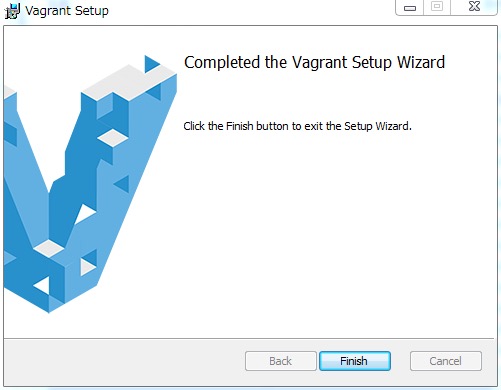 Vagrant Setup
Completed the Vagrant Setup Wizard
Click the Finish button to exit the Setup Wizard.
Back
Finish
Cancel